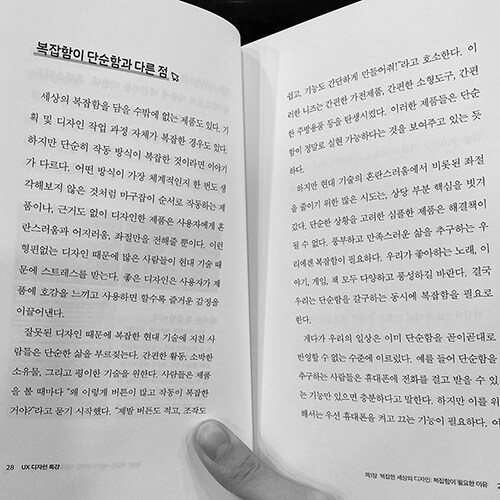 복잡함이 단순함과 다른 점
세상의 복잡함을 담을 수밖에 없는 제품도 있다. 기
획 및 디자인 작업 과정 자체가 복잡한 경우도 있다.
하지만 단순히 작동 방식이 복잡한 것이라면 이야기
가 다르다. 어떤 방식이 가장 체계적인지 한 번도 생
각해보지 않은 것처럼 마구잡이 순서로 작동하는 제
품이나, 근거도 없이 디자인한 제품은 사용자에게 혼
란스러움과 어지러움, 좌절만을 전해줄 뿐이다. 이런
형편없는 디자인 때문에 많은 사람들이 현대 기술 때
문에 스트레스를 받는다. 좋은 디자인은 사용자가 제
품에 호감을 느끼고 사용하면 할수록 즐거운 감정을
이끌어낸다.
잘못된 디자인 때문에 복잡한 현대 기술에 지친 사
람들은 단순한 삶을 부르짖는다. 간편한 활동, 소박한
소유물, 그리고 평이한 기술을 원한다. 사람들은 제품
을 볼 때마다 “왜 이렇게 버튼이 많고 작동이 복잡한
거야?”라고 묻기 시작했다. “제발 버튼도 적고, 조작도
28 UX 디자인 특강
쉽고, 기능도 간단하게 만들어줘!”라고 호소한다. 이
러한 니즈는 간편한 가전제품, 간편한 소형도구, 간편
한 주방용품 등을 탄생시켰다. 이러한 제품들은 단순
함이 정말로 실현 가능하다는 것을 보여주고 있는 듯
하다.
하지만 현대 기술의 혼란스러움에서 비롯된 좌절
을 줄이기 위한 많은 시도는, 상당 부분 핵심을 빗겨
갔다. 단순한 상황을 고려한 심플한 제품은 해결책이
될 수 없다. 풍부하고 만족스러운 삶을 추구하는 우
리에겐 복잡함이 필요하다. 우리가 좋아하는 노래, 이
야기, 게임, 책 모두 다양하고 풍성하길 바란다. 결국
우리는 단순함을 갈구하는 동시에 복잡함을 필요로
한다.
게다가 우리의 일상은 이미 단순함을 곧이곧대로
반영할 수 없는 수준에 이르렀다. 예를 들어 단순함을
추구하는 사람들은 휴대폰에 전화를 걸고 받을 수 있
는 기능만 있으면 충분하다고 말한다. 하지만 이를 위
해서는 우선 휴대폰을 켜고 끄는 기능이 필요하다. 여
제1장 복잡한 세상의 디자인: 복잡함이 필요한 이유